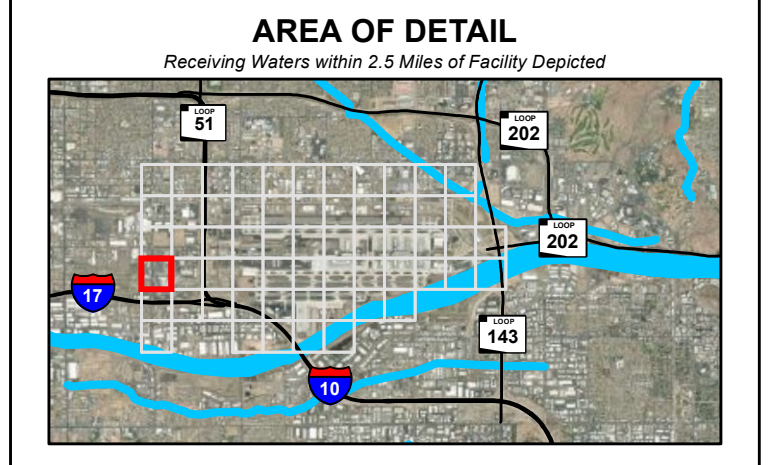 AREA OF DETAIL
Receiving Waters within 2.5 Miles of Facility Depicted
LOOP
51
LOOP
202
LOOP
202
17
LOOP
143
10